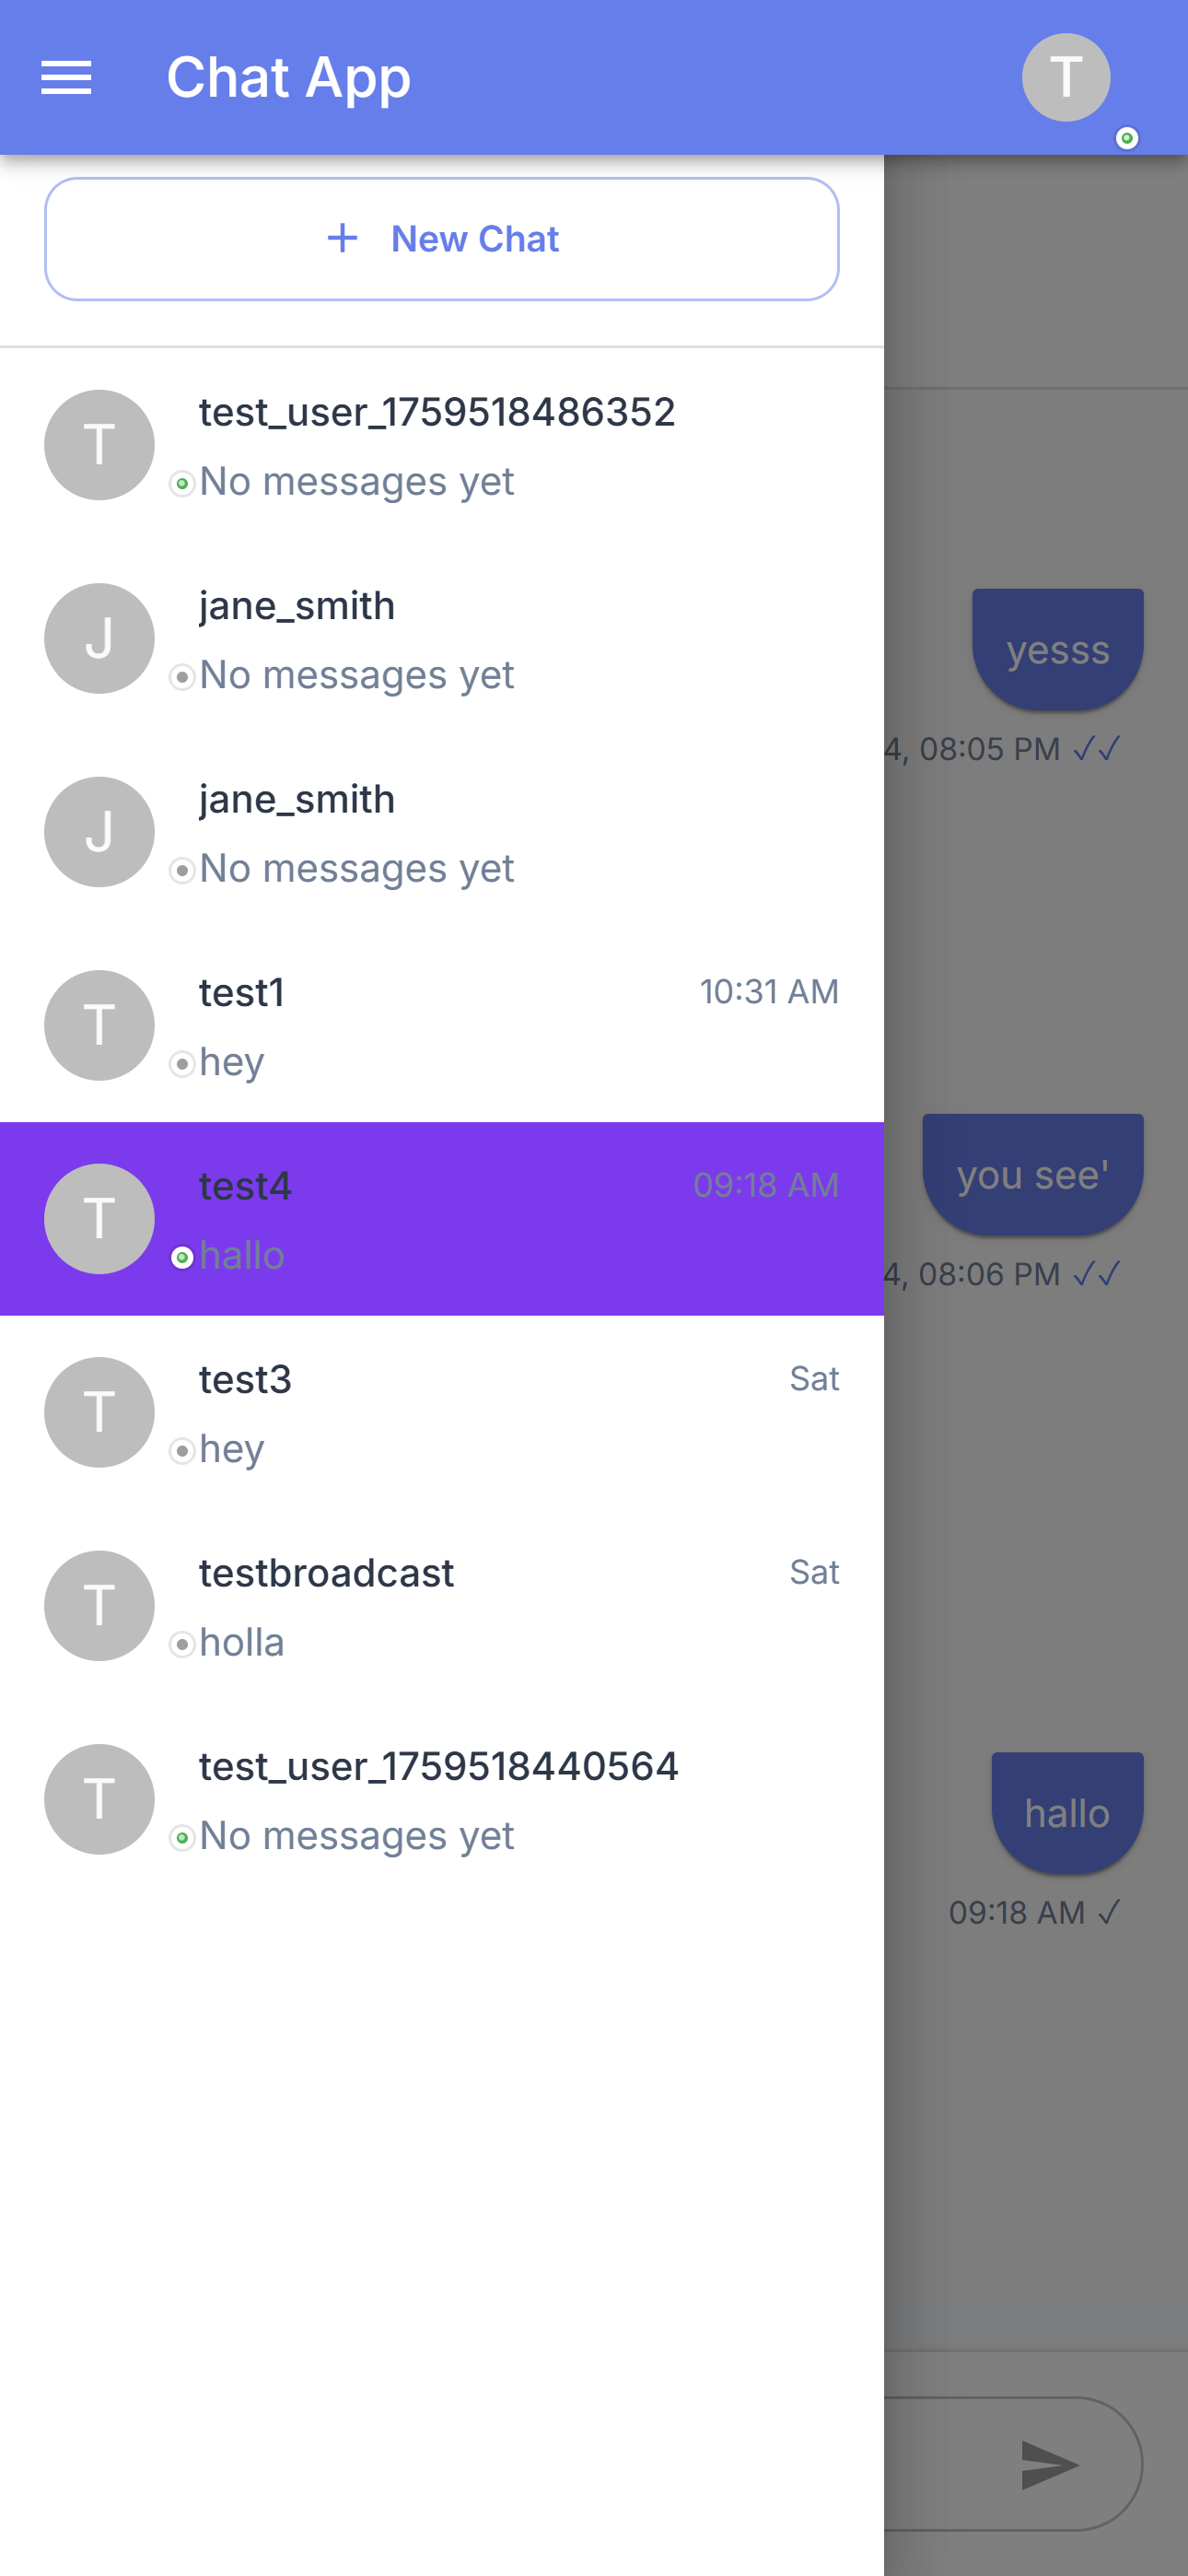 Chat App
T
+ New Chat
T
test_user_1759518486352
No messages yet
J
jane_smith
No messages yet
J
jane_smith
No messages yet
T
test1
10:31 AM
hey
T
test4
09:18 AM
hallo
T
test3
Sat
hey
T
testbroadcast
Sat
holla
T
test_user_1759518440564
No messages yet
yesss
4, 08:05 PM ✓✓
you see'
4, 08:06 PM ✓✓
hallo
09:18 AM ✓